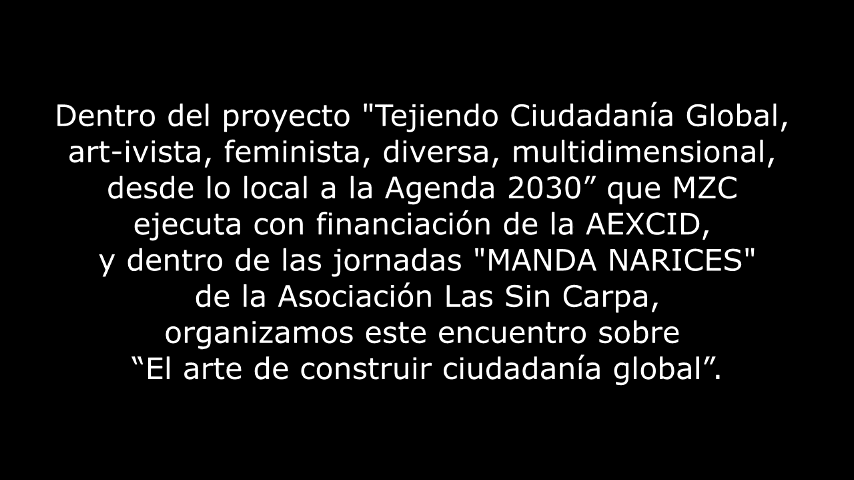 Dentro del proyecto "Tejiendo Ciudadanía Global,
art-ivista, feminista, diversa, multidimensional,
desde lo local a la Agenda 2030” que MZC
ejecuta con financiación de la AEXCID,
y dentro de las jornadas "MANDA NARICES"
de la Asociación Las Sin Carpa,
organizamos este encuentro sobre
“El arte de construir ciudadanía global”.